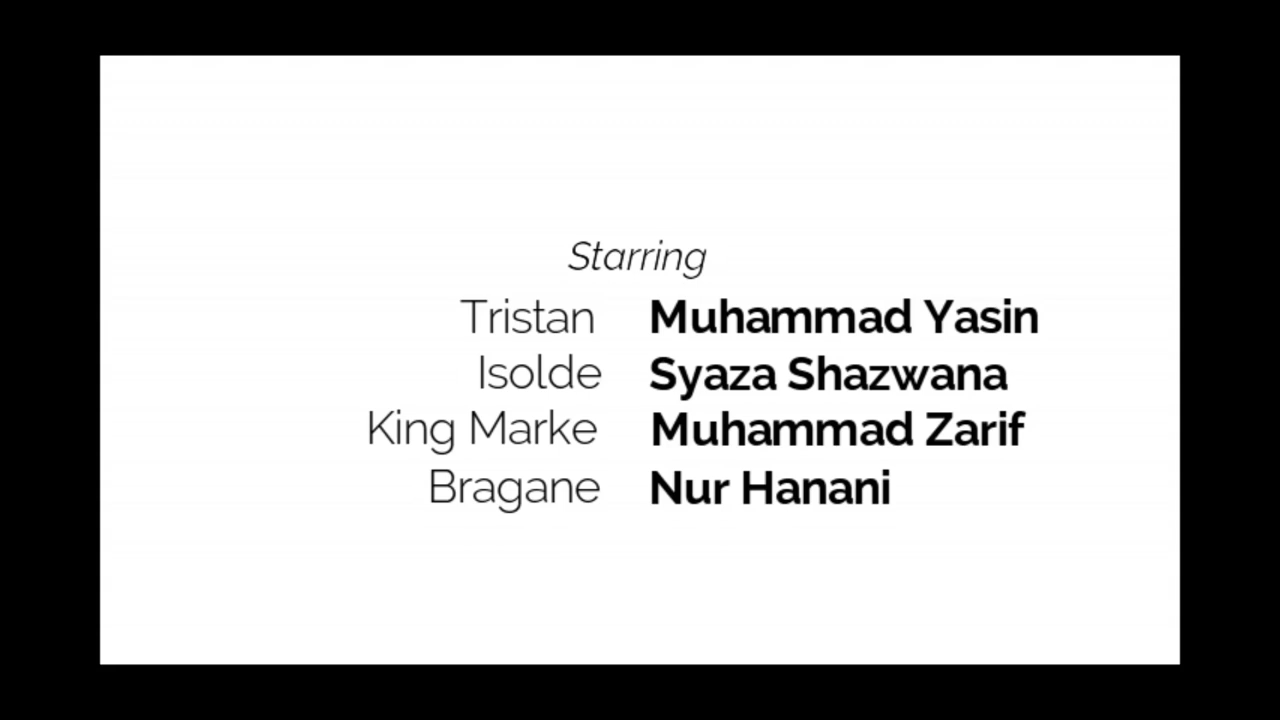 Starring
Tristan Muhammad Yasin
Isolde Syaza Shazwana
King Marke Muhammad Zarif
Bragane Nur Hanani